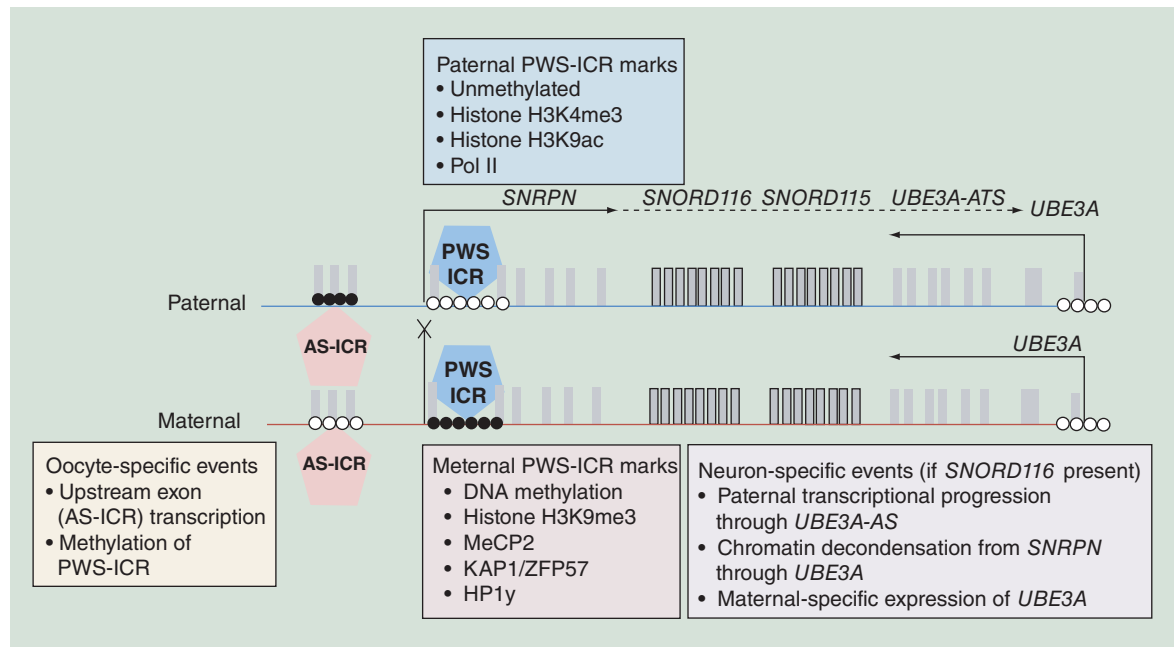 Paternal PWS-ICR marks
• Unmethylated
• Histone H3K4me3
• Histone H3K9ac
• Pol II
SNRPN
SNORD116
SNORD115
UBE3A-ATS
UBE3A
PWS
ICR
Paternal
AS-ICR
UBE3A
PWS
ICR
Maternal
AS-ICR
Oocyte-specific events
• Upstream exon
(AS-ICR) transcription
• Methylation of
PWS-ICR
Meternal PWS-ICR marks
• DNA methylation
• Histone H3K9me3
• MeCP2
• KAP1/ZFP57
• HP1y
Neuron-specific events (if SNORD116 present)
• Paternal transcriptional progression
through UBE3A-AS
• Chromatin decondensation from SNRPN
through UBE3A
• Maternal-specific expression of UBE3A